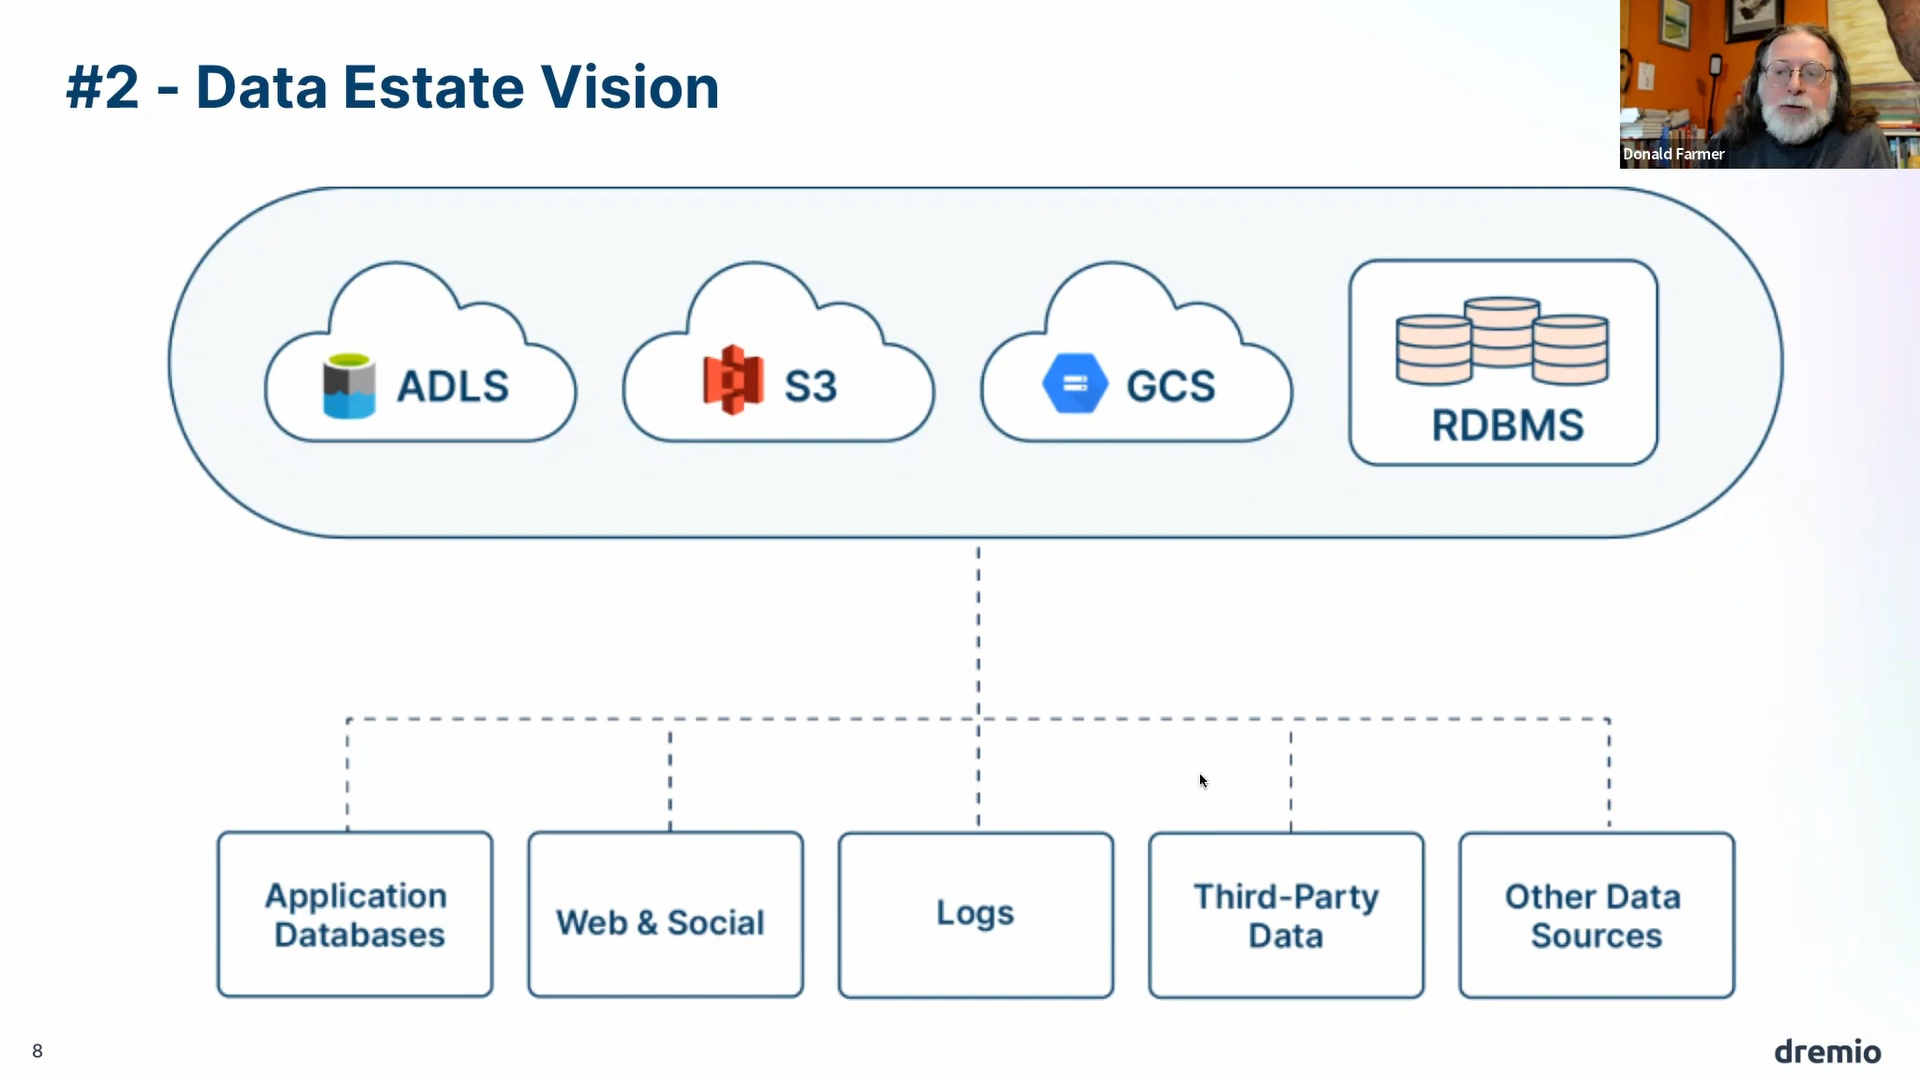 #2 - Data Estate Vision
Donald Farmer
ADLS
S3
GCS
RDBMS
Application
Databases
Web & Social
Logs
Third-Party
Data
Other Data
Sources
8
dremio